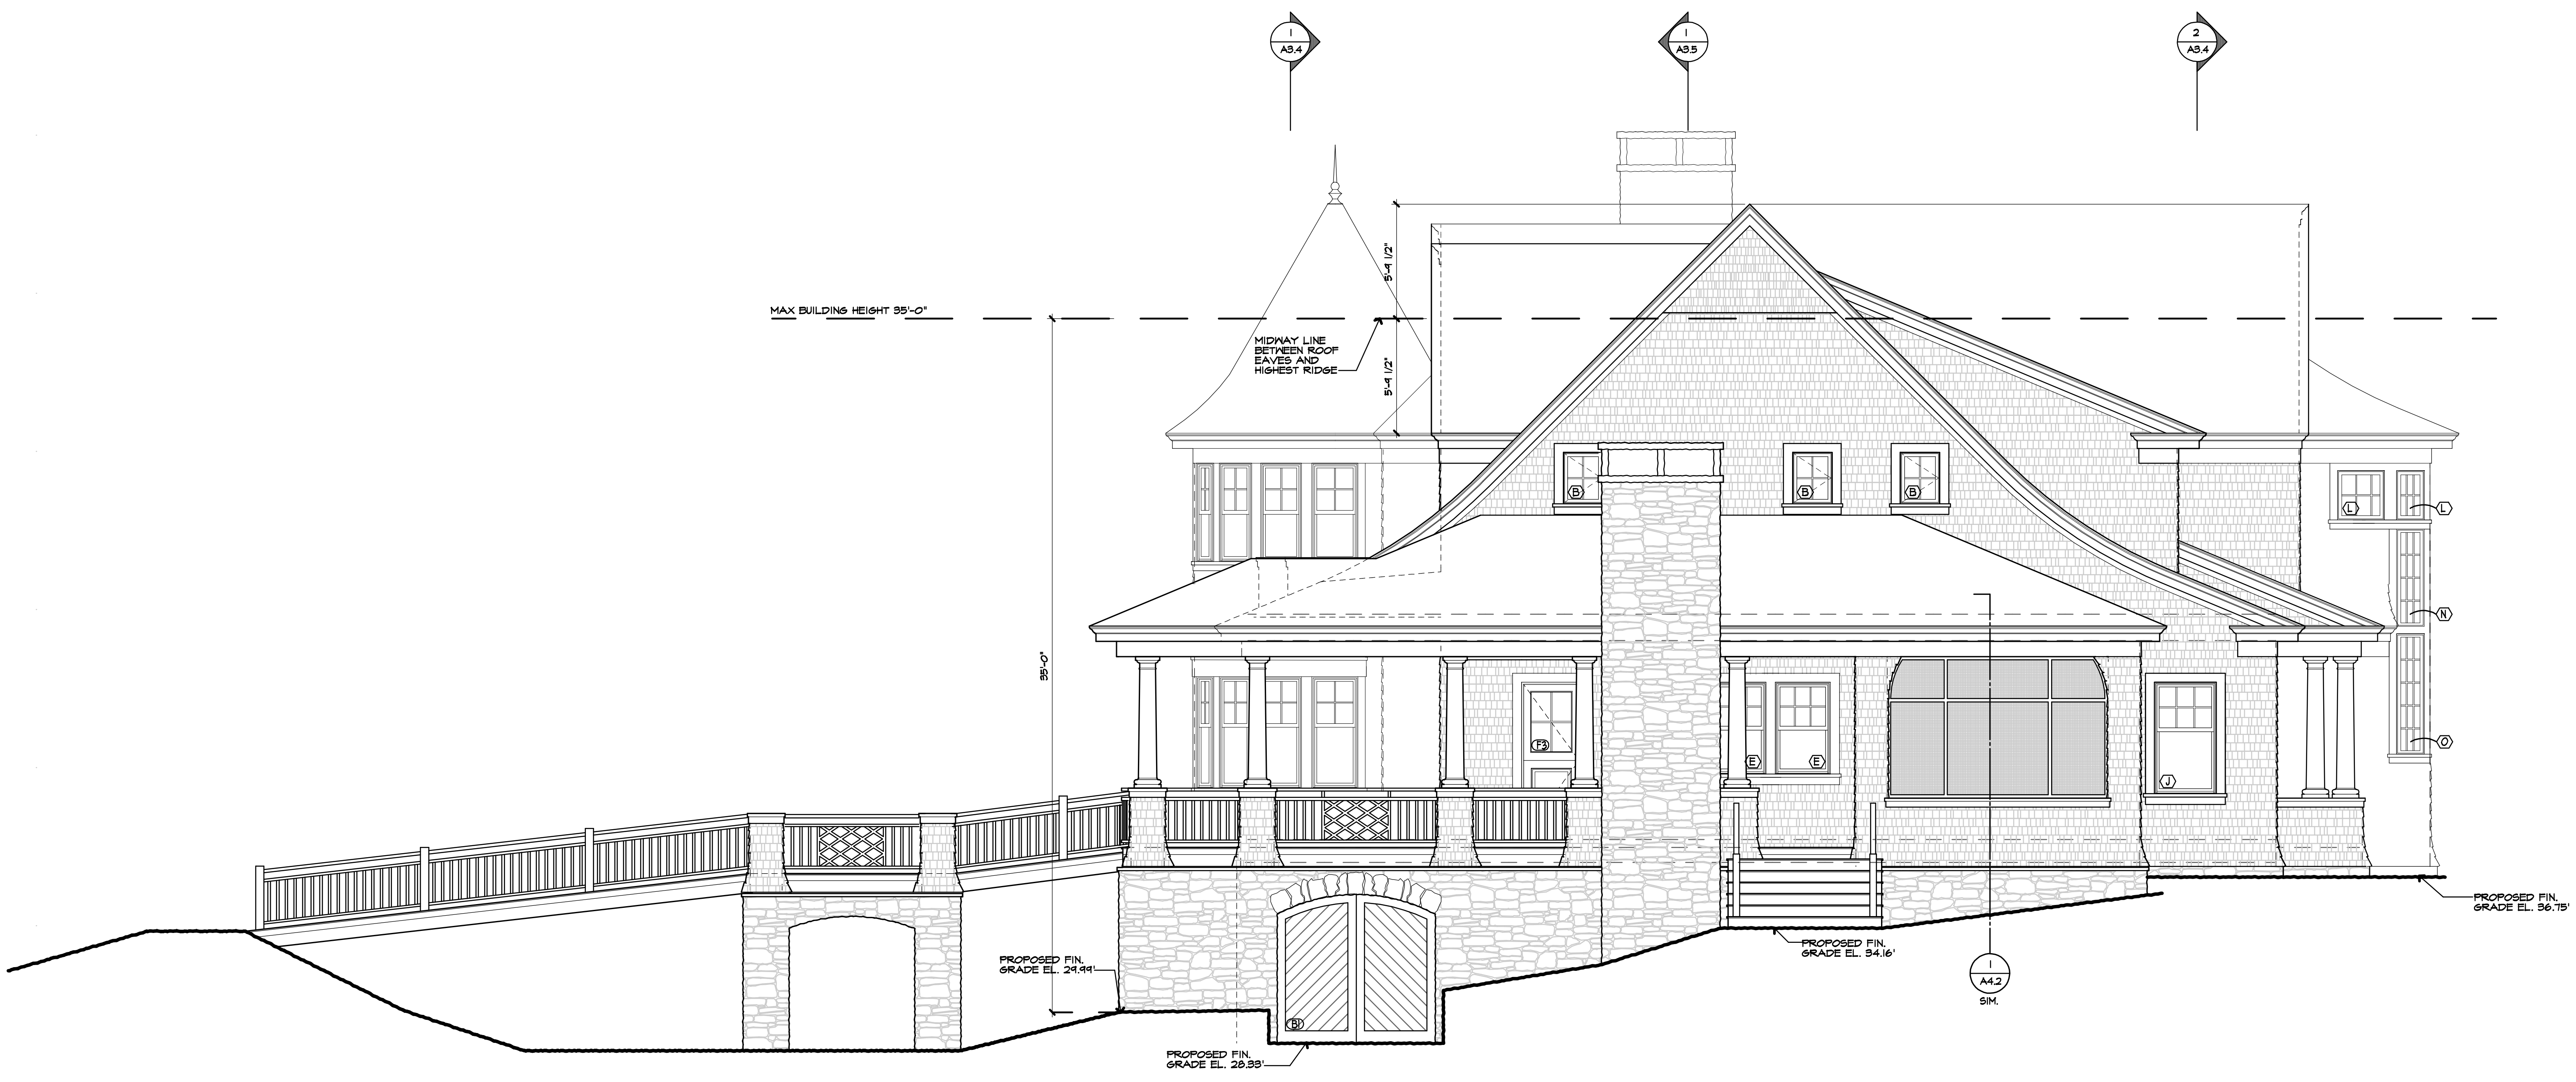 1
A3.4
1
A3.5
2
A3.4
MAX BUILDING HEIGHT 35'-0"
5'-9 1/2"
MIDWAY LINE
BETWEEN ROOF
EAVES AND
HIGHEST RIDGE
5'-9 1/2"
B
B
B
L
L
N
35'-0"
F3
E
E
J
O
PROPOSED FIN.
GRADE EL. 36.75'
PROPOSED FIN.
GRADE EL. 34.16'
PROPOSED FIN.
GRADE EL. 29.99'
1
A4.2
SIM.
B1
PROPOSED FIN.
GRADE EL. 28.33'